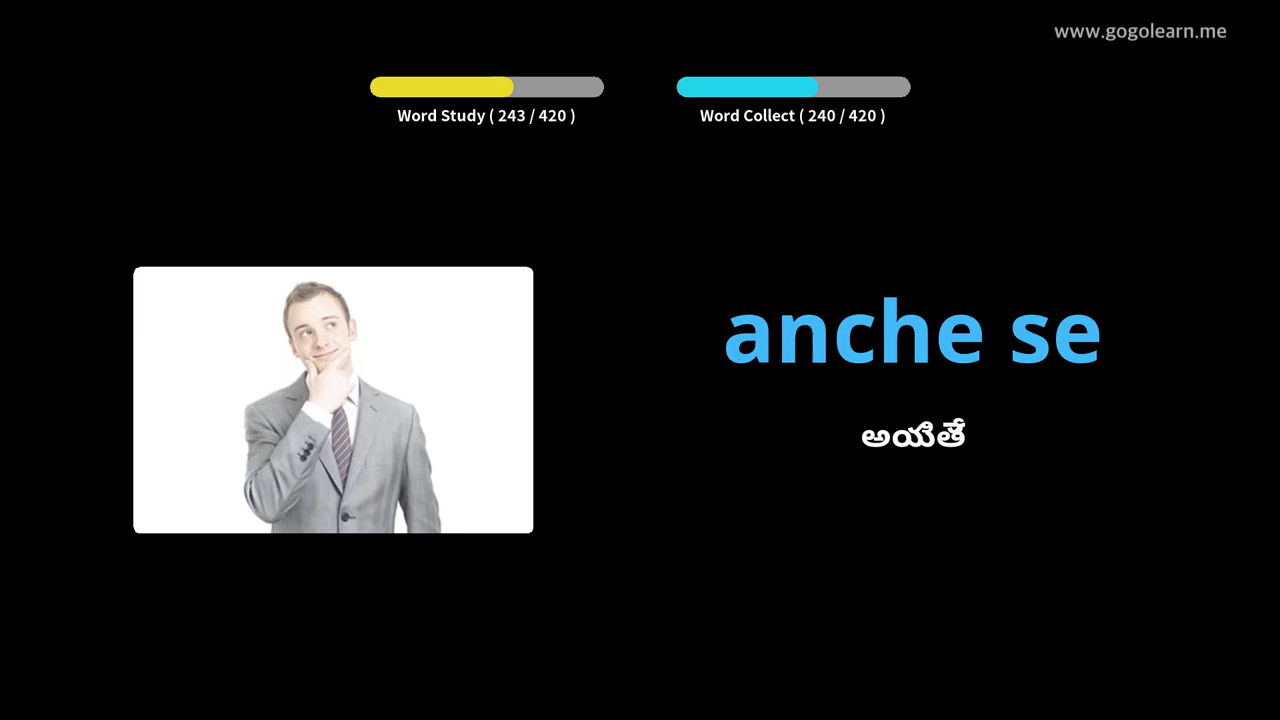 www.gogolearn.me
Word Study ( 243 / 420 )
Word Collect ( 240 / 420 )
anche se
అయితే